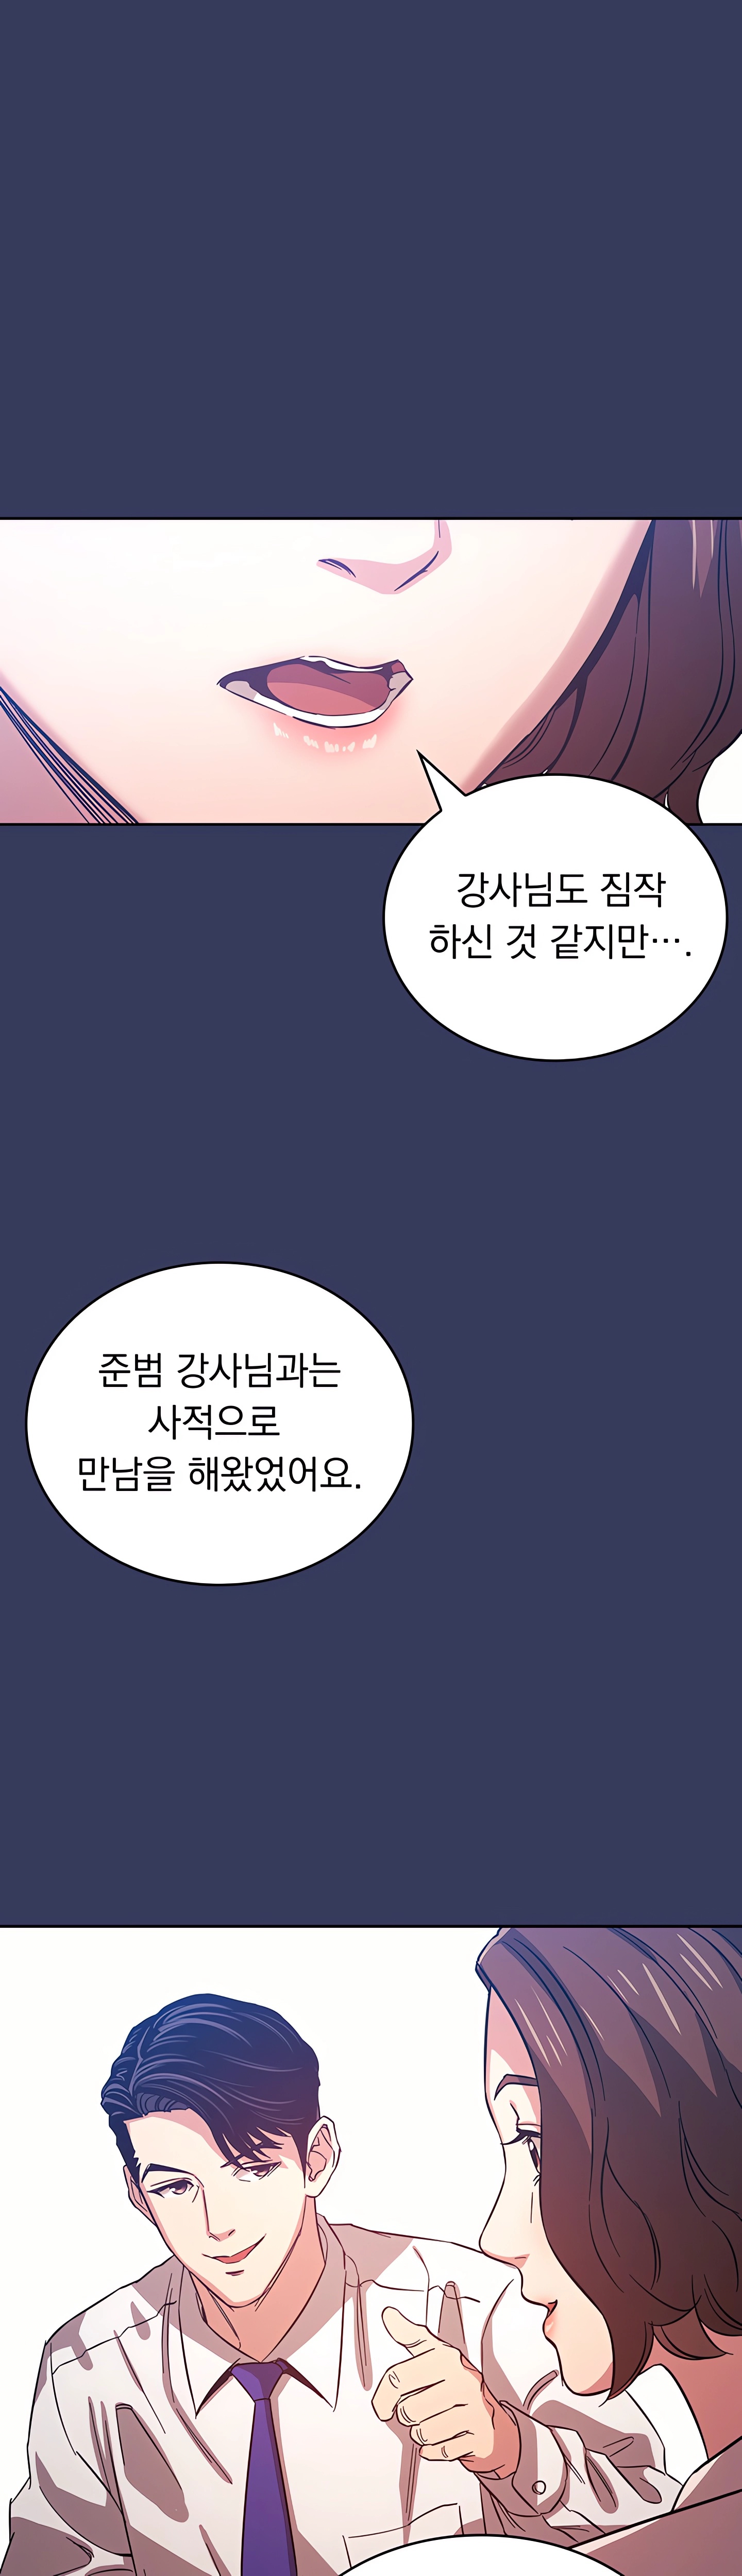 강사님도 짐작
하신 것 같지만….
준범 강사님과는
사적으로
만남을 해왔었어요.